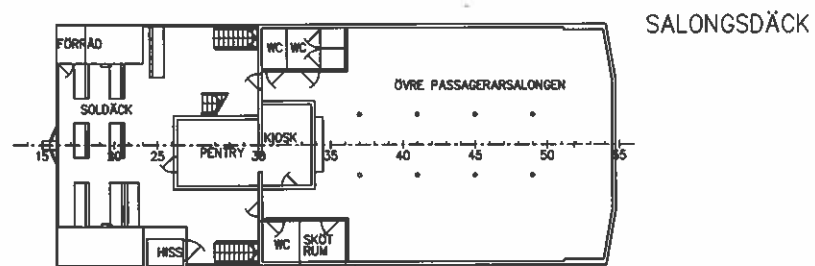 SALONGSDÄCK
FÖRRÅD
WC WC
ÖVRE PASSAGERARSALONGEN
SOLDÄCK
KIOSK
PENTRY
15 20 25 30 35 40 45 50 55
WC
SKÖT
RUM
HISS